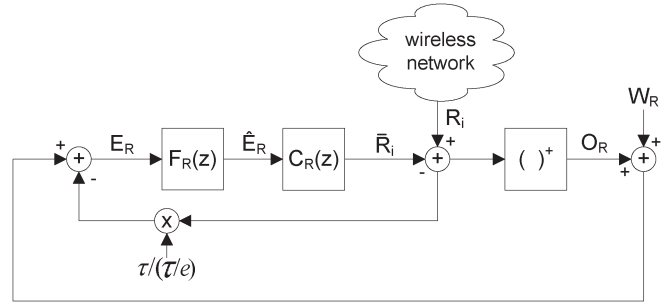 wireless
network
R_i
W_R
+
+
E_R
F_R(z)
Ê_R
C_R(z)
R̄_i
+
+
-
( )⁺
O_R
+
+
+
-
x
τ/(τ/e)